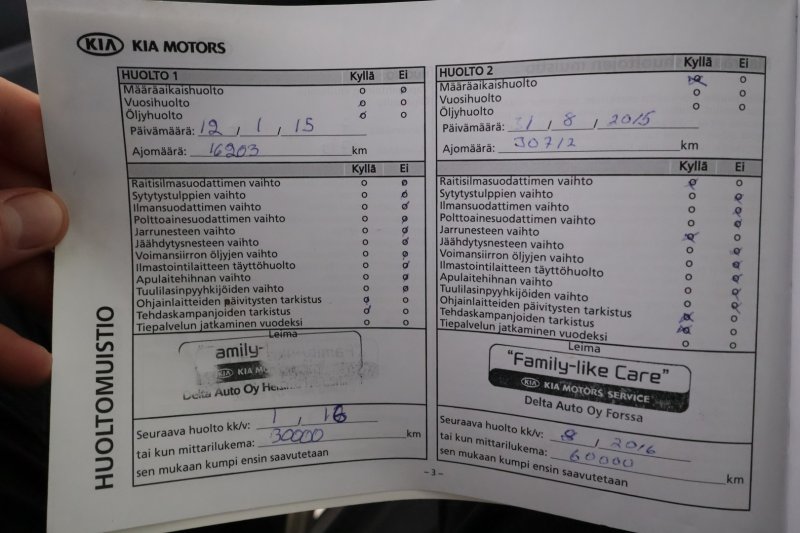 KIA KIA MOTORS
HUOLTO 1 Kyllä Ei
Määräaikaishuolto o o
Vuosihuolto o o
Öljyhuolto o o
Päivämäärä: 12 , 1 , 15
Ajomäärä: 16203 km
Kyllä Ei
Raitisilmasuodattimen vaihto o o
Sytytystulppien vaihto o o
Ilmansuodattimen vaihto o o
Polttoainesuodattimen vaihto o o
Jarrunesteen vaihto o o
Jäähdytysnesteen vaihto o o
Voimansiirron öljyjen vaihto o o
Ilmastointilaitteen täyttöhuolto o o
Apulaitehihnan vaihto o o
Tuulilasinpyyhkijöiden vaihto o o
Ohjainlaitteiden päivitysten tarkistus o o
Tehdaskampanjoiden tarkistus o o
Tiepalvelun jatkaminen vuodeksi o o
Leima
amily-
KIA
Delta Auto Oy
Seuraava huolto kk/v: 1 , 16
tai kun mittarilukema: 30000 km
sen mukaan kumpi ensin saavutetaan
HUOLTO 2 Kyllä Ei
Määräaikaishuolto o o
Vuosihuolto o o
Öljyhuolto o o
Päivämäärä: 31 , 8 , 2015
Ajomäärä: 30712 km
Kyllä Ei
Raitisilmasuodattimen vaihto o o
Sytytystulppien vaihto o o
Ilmansuodattimen vaihto o o
Polttoainesuodattimen vaihto o o
Jarrunesteen vaihto o o
Jäähdytysnesteen vaihto o o
Voimansiirron öljyjen vaihto o o
Ilmastointilaitteen täyttöhuolto o o
Apulaitehihnan vaihto o o
Tuulilasinpyyhkijöiden vaihto o o
Ohjainlaitteiden päivitysten tarkistus o o
Tehdaskampanjoiden tarkistus o o
Tiepalvelun jatkaminen vuodeksi o o
Leima
"Family-like Care"
KIA KIA MOTORS SERVICE
Delta Auto Oy Forssa
Seuraava huolto kk/v: 8 , 2016
tai kun mittarilukema: 60000 km
sen mukaan kumpi ensin saavutetaan
HUOLTOMUISTIO
-3-